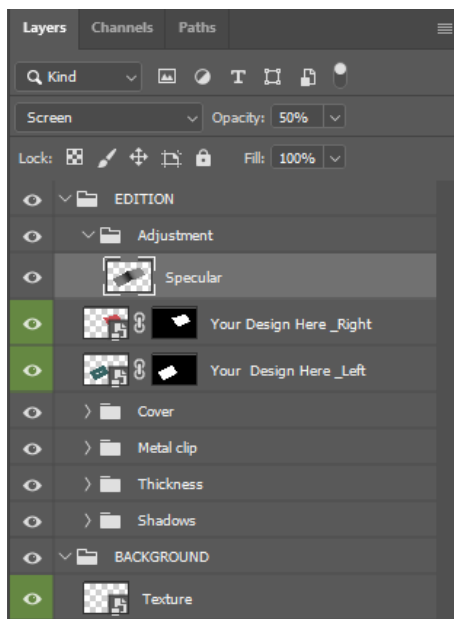 Layers Channels Paths
Kind T
Screen Opacity: 50%
Lock: Fill: 100%
EDITION
Adjustment
Specular
Your Design Here _Right
Your  Design Here _Left
Cover
Metal clip
Thickness
Shadows
BACKGROUND
Texture